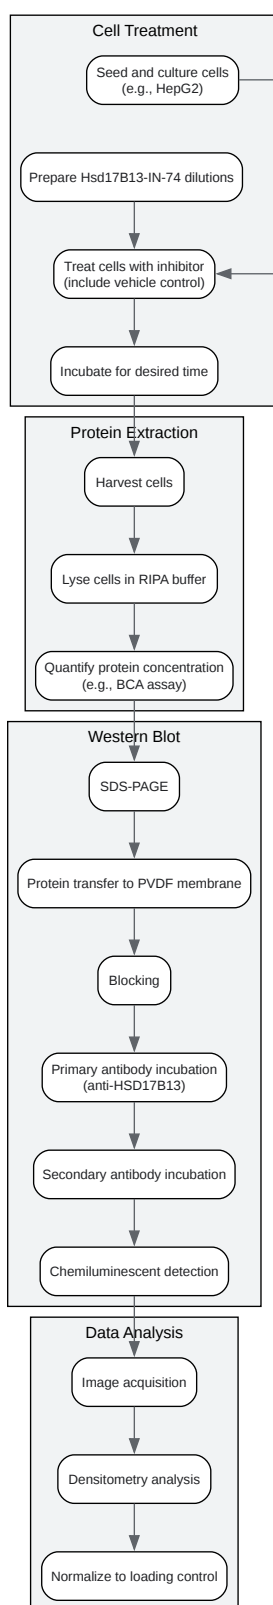 Cell Treatment
Seed and culture cells
(e.g., HepG2)
Prepare Hsd17B13-IN-74 dilutions
Treat cells with inhibitor
(include vehicle control)
Incubate for desired time
Protein Extraction
Harvest cells
Lyse cells in RIPA buffer
Quantify protein concentration
(e.g., BCA assay)
Western Blot
SDS-PAGE
Protein transfer to PVDF membrane
Blocking
Primary antibody incubation
(anti-HSD17B13)
Secondary antibody incubation
Chemiluminescent detection
Data Analysis
Image acquisition
Densitometry analysis
Normalize to loading control